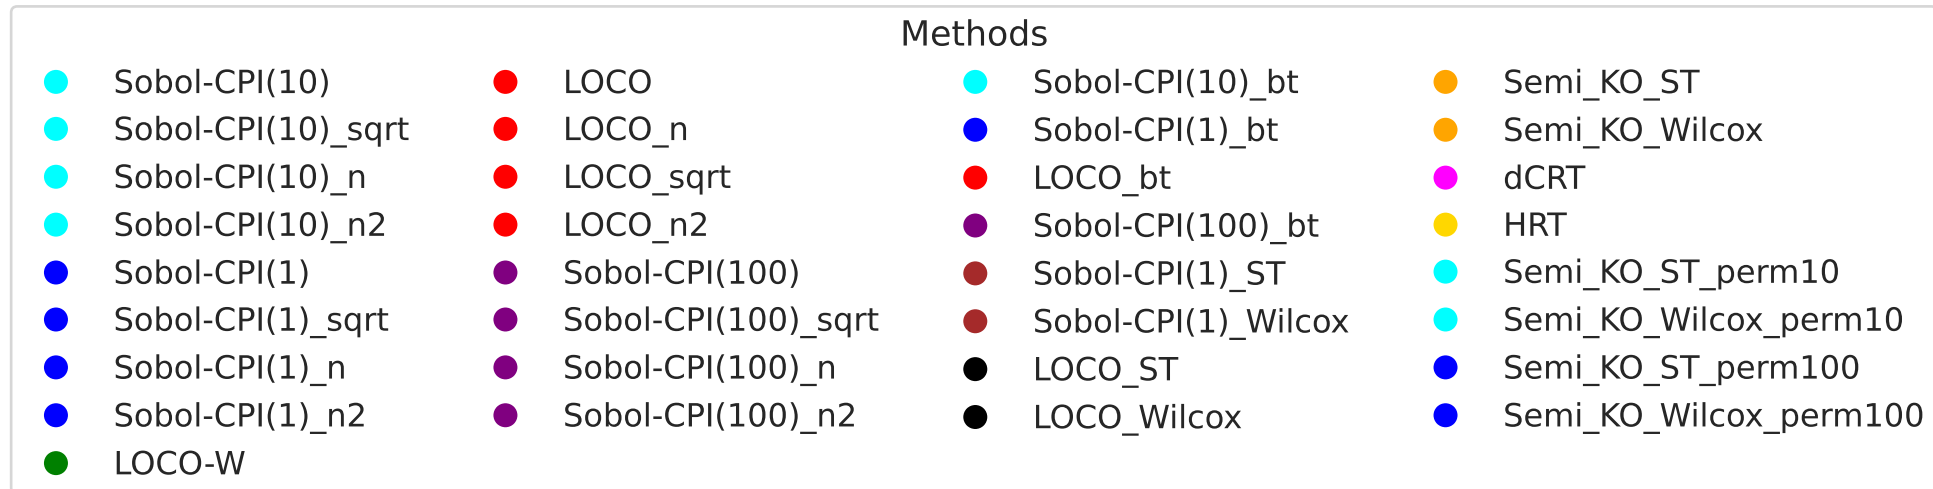 Methods
Sobol-CPI(10)
Sobol-CPI(10)_sqrt
Sobol-CPI(10)_n
Sobol-CPI(10)_n2
Sobol-CPI(1)
Sobol-CPI(1)_sqrt
Sobol-CPI(1)_n
Sobol-CPI(1)_n2
LOCO-W
LOCO
LOCO_n
LOCO_sqrt
LOCO_n2
Sobol-CPI(100)
Sobol-CPI(100)_sqrt
Sobol-CPI(100)_n
Sobol-CPI(100)_n2
Sobol-CPI(10)_bt
Sobol-CPI(1)_bt
LOCO_bt
Sobol-CPI(100)_bt
Sobol-CPI(1)_ST
Sobol-CPI(1)_Wilcox
LOCO_ST
LOCO_Wilcox
Semi_KO_ST
Semi_KO_Wilcox
dCRT
HRT
Semi_KO_ST_perm10
Semi_KO_Wilcox_perm10
Semi_KO_ST_perm100
Semi_KO_Wilcox_perm100